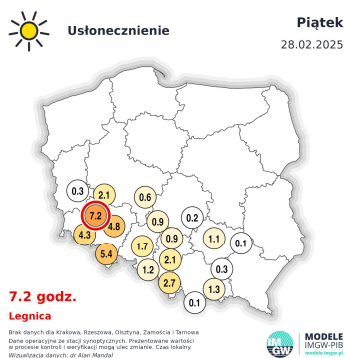 Usłonecznienie
Piątek
28.02.2025
0.3
2.1
0.6
7.2
4.8
0.9
0.2
4.3
0.9
1.1
0.1
1.7
5.4
2.1
1.2
0.3
2.7
1.3
0.1
7.2 godz.
Legnica
Brak danych dla Krakowa, Rzeszowa, Olsztyna, Zamościa i Tarnowa
Dane operacyjne ze stacji synoptycznych. Prezentowane wartości
w procesie kontroli i weryfikacji mogą ulec zmianie. Czas lokalny.
Wizualizacja danych: dr Alan Mandal
IM
GW
MODELE
IMGW-PIB
modele.imgw.pl